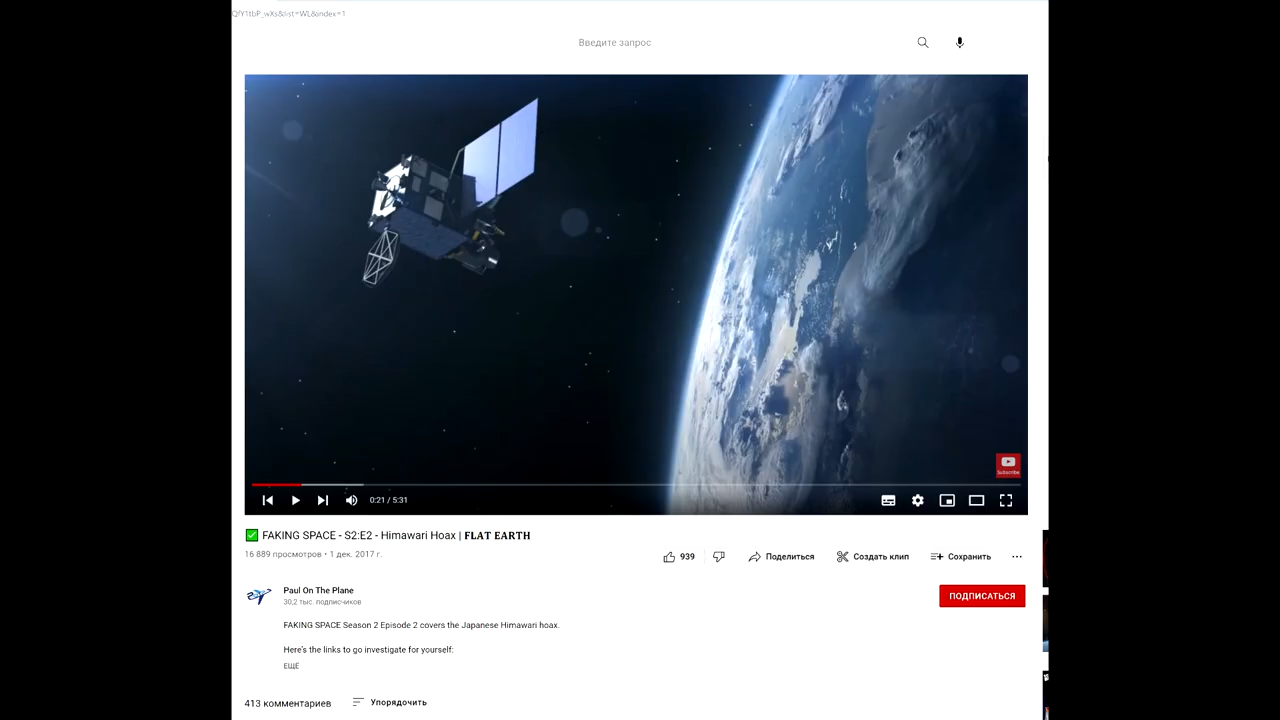 QfY1tbP_wXs&list=WL&index=1
Введите запрос
Subscribe
0:21 / 5:31
✅ FAKING SPACE - S2:E2 - Himawari Hoax | FLAT EARTH
16 889 просмотров • 1 дек. 2017 г.
939 Поделиться Создать клип Сохранить ...
Paul On The Plane
30,2 тыс. подписчиков
ПОДПИСАТЬСЯ
FAKING SPACE Season 2 Episode 2 covers the Japanese Himawari hoax.
Here's the links to go investigate for yourself:
ЕЩЁ
413 комментариев Упорядочить